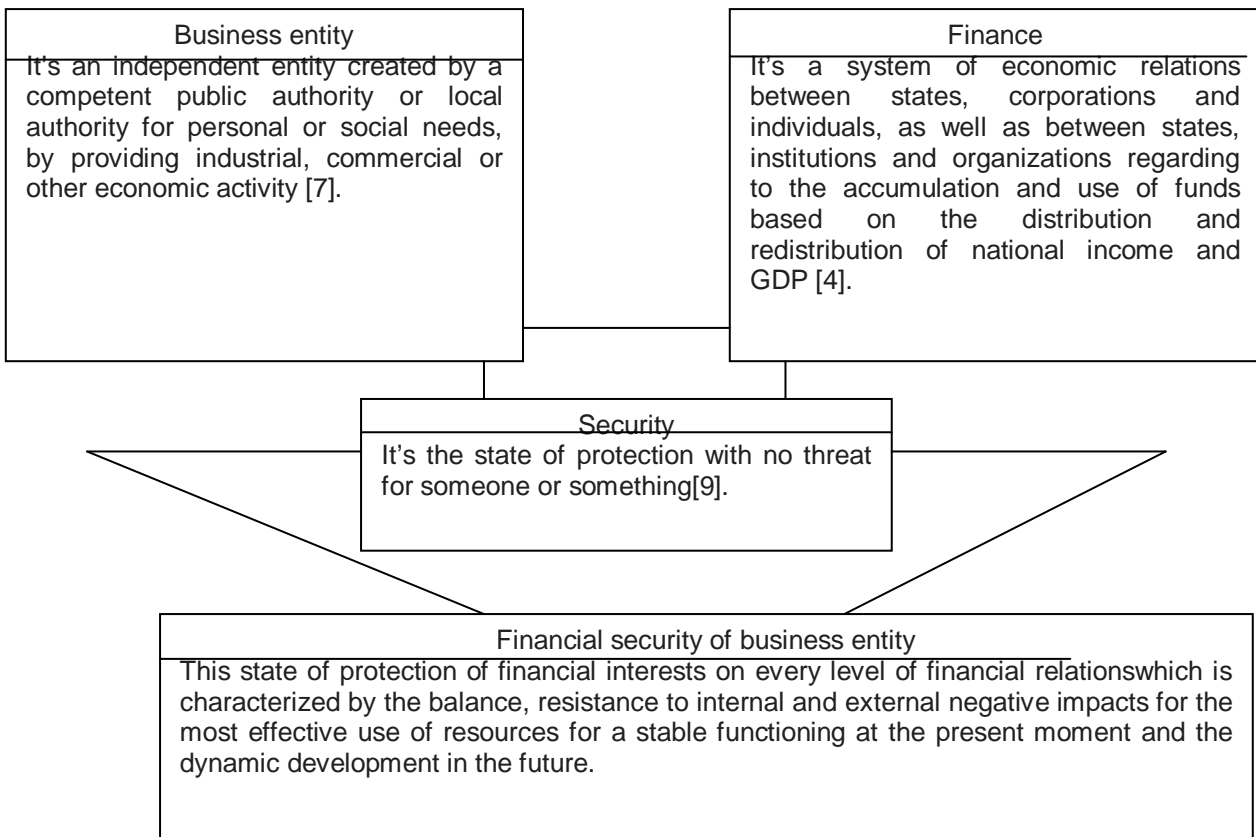 Business entity
It's an independent entity created by a
competent public authority or local
authority for personal or social needs,
by providing industrial, commercial or
other economic activity [7].
Finance
It's a system of economic relations
between states, corporations and
individuals, as well as between states,
institutions and organizations regarding
to the accumulation and use of funds
based on the distribution and
redistribution of national income and
GDP [4].
Security
It's the state of protection with no threat
for someone or something[9].
Financial security of business entity
This state of protection of financial interests on every level of financial relationswhich is
characterized by the balance, resistance to internal and external negative impacts for the
most effective use of resources for a stable functioning at the present moment and the
dynamic development in the future.